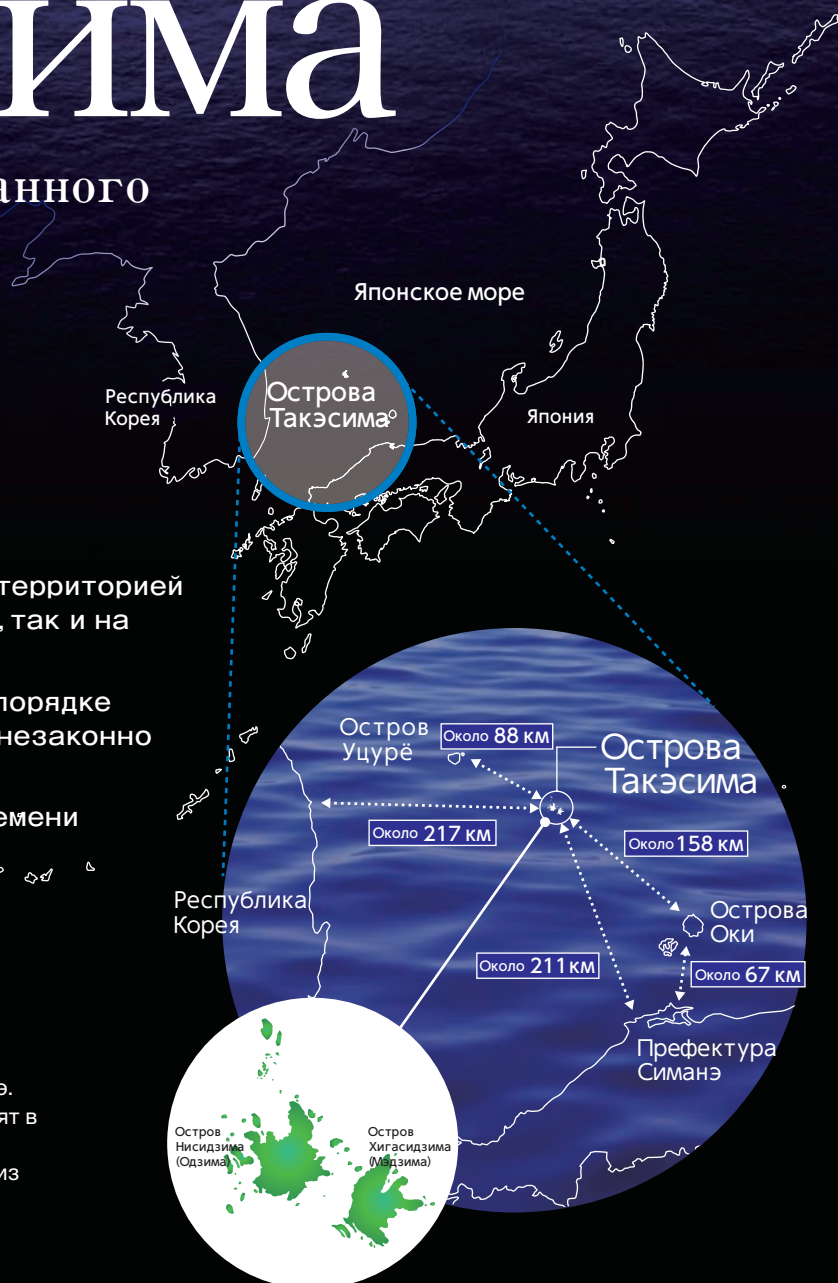 има
анного
Японское море
Республика
Корея
Острова
Такэсима
Япония
территорией
, так и на
порядке
незаконно
емени
Остров
Уцурё
Около 88 км
Острова
Такэсима
Около 217 км
Около 158 км
Республика
Корея
Острова
Оки
Около 211 км
Около 67 км
Префектура
Симанэ
э.
ят в
из
Остров
Нисидзима
(Одзима)
Остров
Хигасидзима
(Мэдзима)